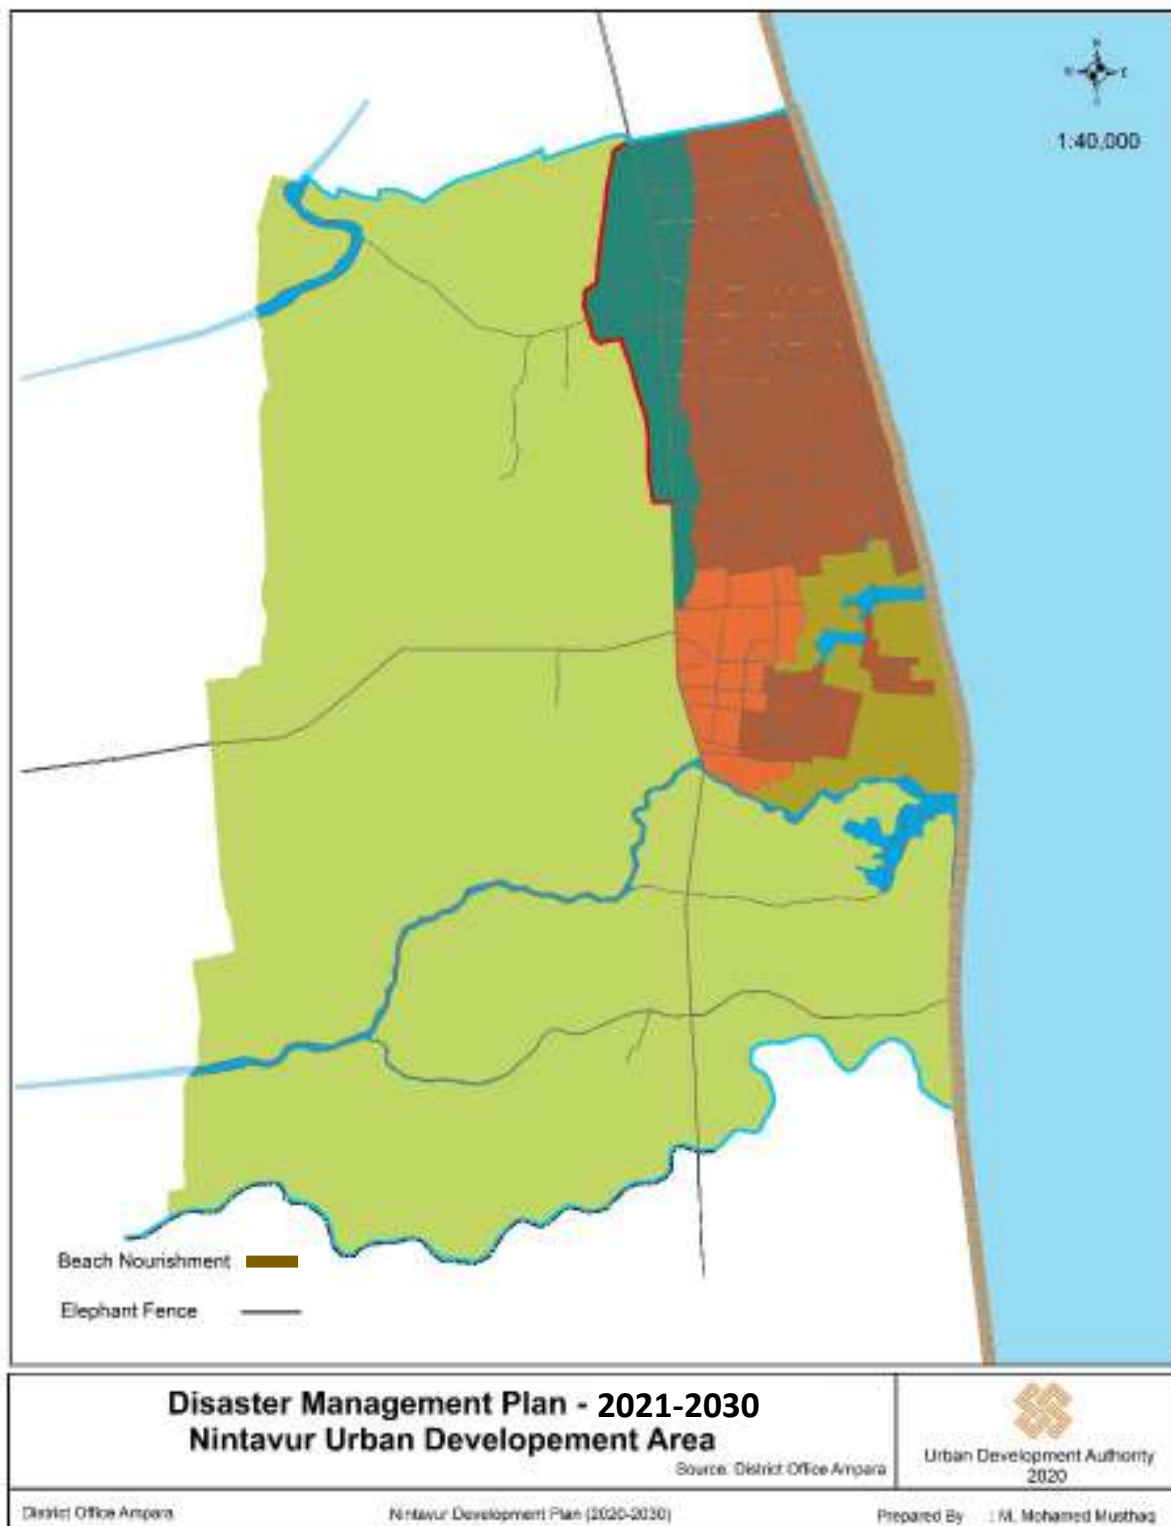 N
1:40,000
Beach Nourishment
Elephant Fence
Disaster Management Plan - 2021-2030
Nintavur Urban Developement Area
Source: District Office Ampara
Urban Development Authority
2020
District Office Ampara
Nintavur Development Plan (2020-2030)
Prepared By : M. Mohamed Musthaq